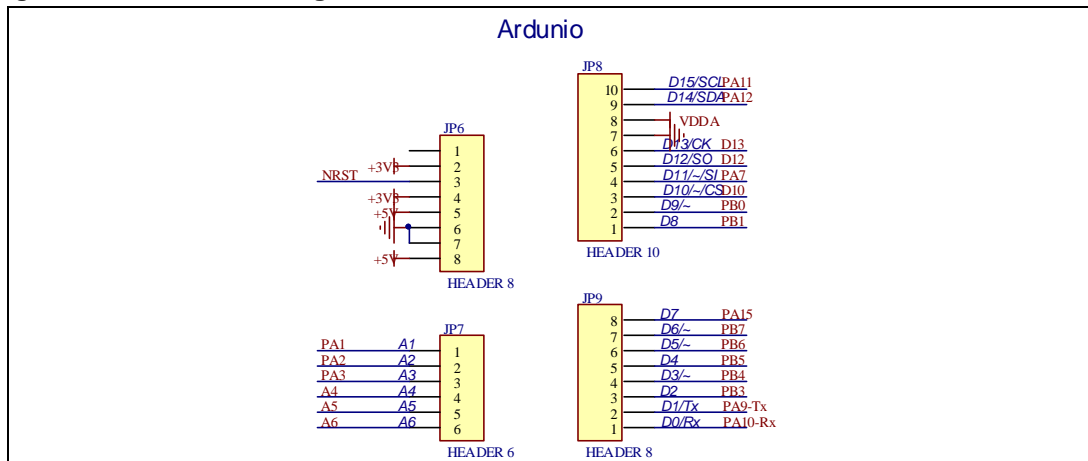 Ardunio
JP6
1
+3V3 2
NRST 3
+3V3 4
+5V 5
6
7
+5V 8
HEADER 8
JP8
10 D15/SCL PA11
9 D14/SDA PA12
8 VDDA
7
6 D13/CK D13
5 D12/SO D12
4 D11/~/SI PA7
3 D10/~/CS D10
2 D9/~ PB0
1 D8 PB1
HEADER 10
JP7
PA1 A1 1
PA2 A2 2
PA3 A3 3
A4 A4 4
A5 A5 5
A6 A6 6
HEADER 6
JP9
8 D7 PA15
7 D6/~ PB7
6 D5/~ PB6
5 D4 PB5
4 D3/~ PB4
3 D2 PB3
2 D1/Tx PA9-Tx
1 D0/Rx PA10-Rx
HEADER 8